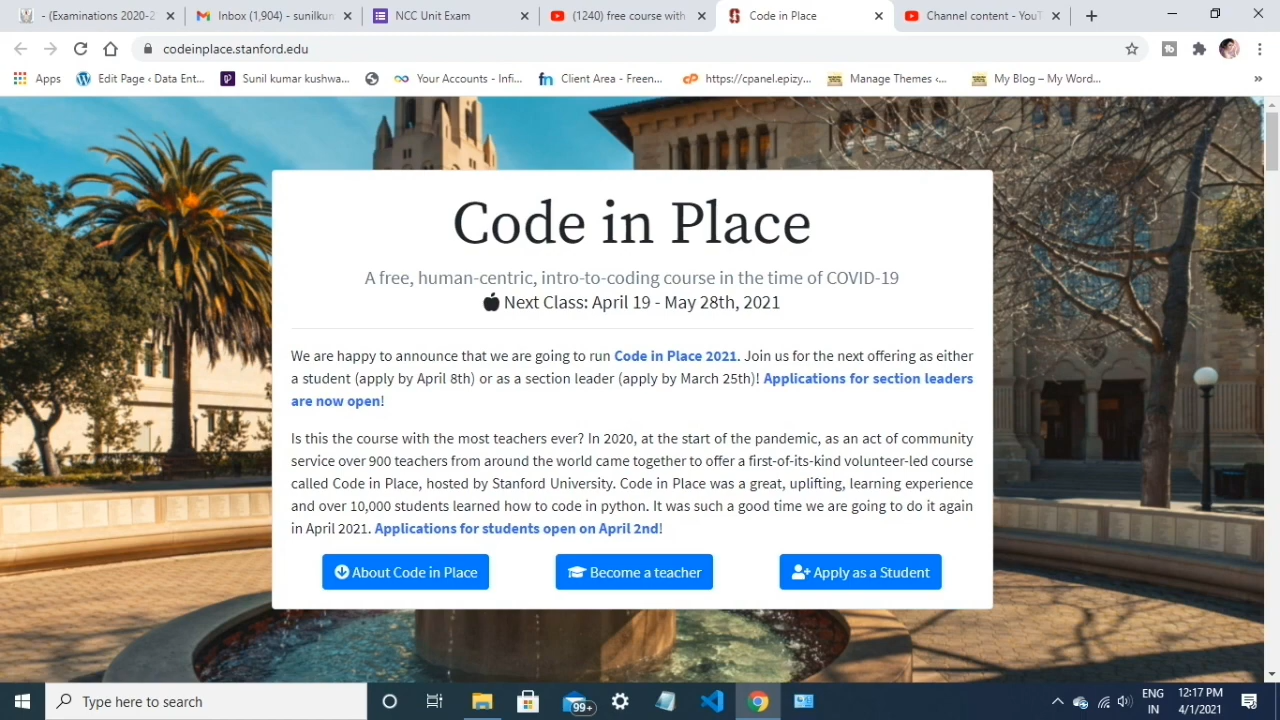 - (Examinations 2020-2
Inbox (1,904) - sunilkum
NCC Unit Exam
(1240) free course with
Code in Place
Channel content - YouT
codeinplace.stanford.edu
Apps
Edit Page ‹ Data Ent...
Sunil kumar kushwa...
Your Accounts - Infi...
Client Area - Freen...
https://cpanel.epizy...
Manage Themes ‹...
My Blog – My Word...
»
Code in Place
A free, human-centric, intro-to-coding course in the time of COVID-19
Next Class: April 19 - May 28th, 2021
We are happy to announce that we are going to run Code in Place 2021. Join us for the next offering as either
a student (apply by April 8th) or as a section leader (apply by March 25th)! Applications for section leaders
are now open!
Is this the course with the most teachers ever? In 2020, at the start of the pandemic, as an act of community
service over 900 teachers from around the world came together to offer a first-of-its-kind volunteer-led course
called Code in Place, hosted by Stanford University. Code in Place was a great, uplifting, learning experience
and over 10,000 students learned how to code in python. It was such a good time we are going to do it again
in April 2021. Applications for students open on April 2nd!
About Code in Place
Become a teacher
Apply as a Student
Type here to search
99+
ENG
IN
12:17 PM
4/1/2021